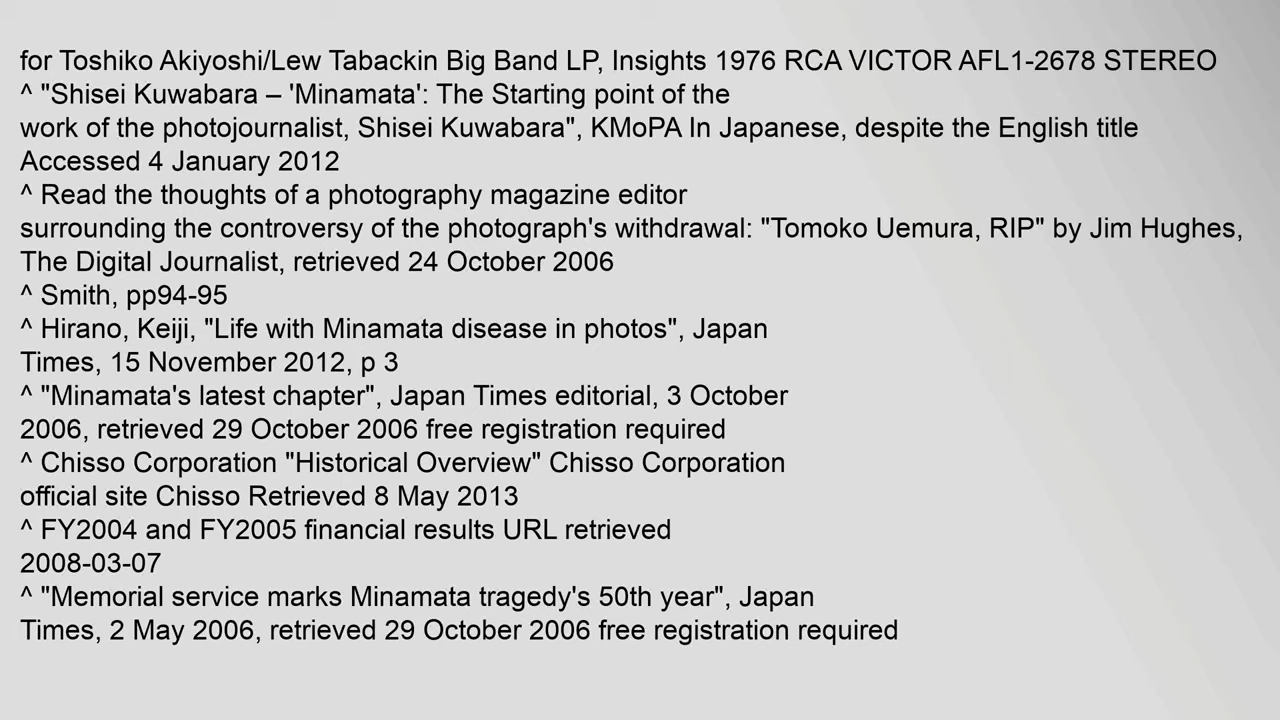 for Toshiko Akiyoshi/Lew Tabackin Big Band LP, Insights 1976 RCA VICTOR AFL1-2678 STEREO
^ "Shisei Kuwabara – 'Minamata': The Starting point of the
work of the photojournalist, Shisei Kuwabara", KMoPA In Japanese, despite the English title
Accessed 4 January 2012
^ Read the thoughts of a photography magazine editor
surrounding the controversy of the photograph's withdrawal: "Tomoko Uemura, RIP" by Jim Hughes,
The Digital Journalist, retrieved 24 October 2006
^ Smith, pp94-95
^ Hirano, Keiji, "Life with Minamata disease in photos", Japan
Times, 15 November 2012, p 3
^ "Minamata's latest chapter", Japan Times editorial, 3 October
2006, retrieved 29 October 2006 free registration required
^ Chisso Corporation "Historical Overview" Chisso Corporation
official site Chisso Retrieved 8 May 2013
^ FY2004 and FY2005 financial results URL retrieved
2008-03-07
^ "Memorial service marks Minamata tragedy's 50th year", Japan
Times, 2 May 2006, retrieved 29 October 2006 free registration required